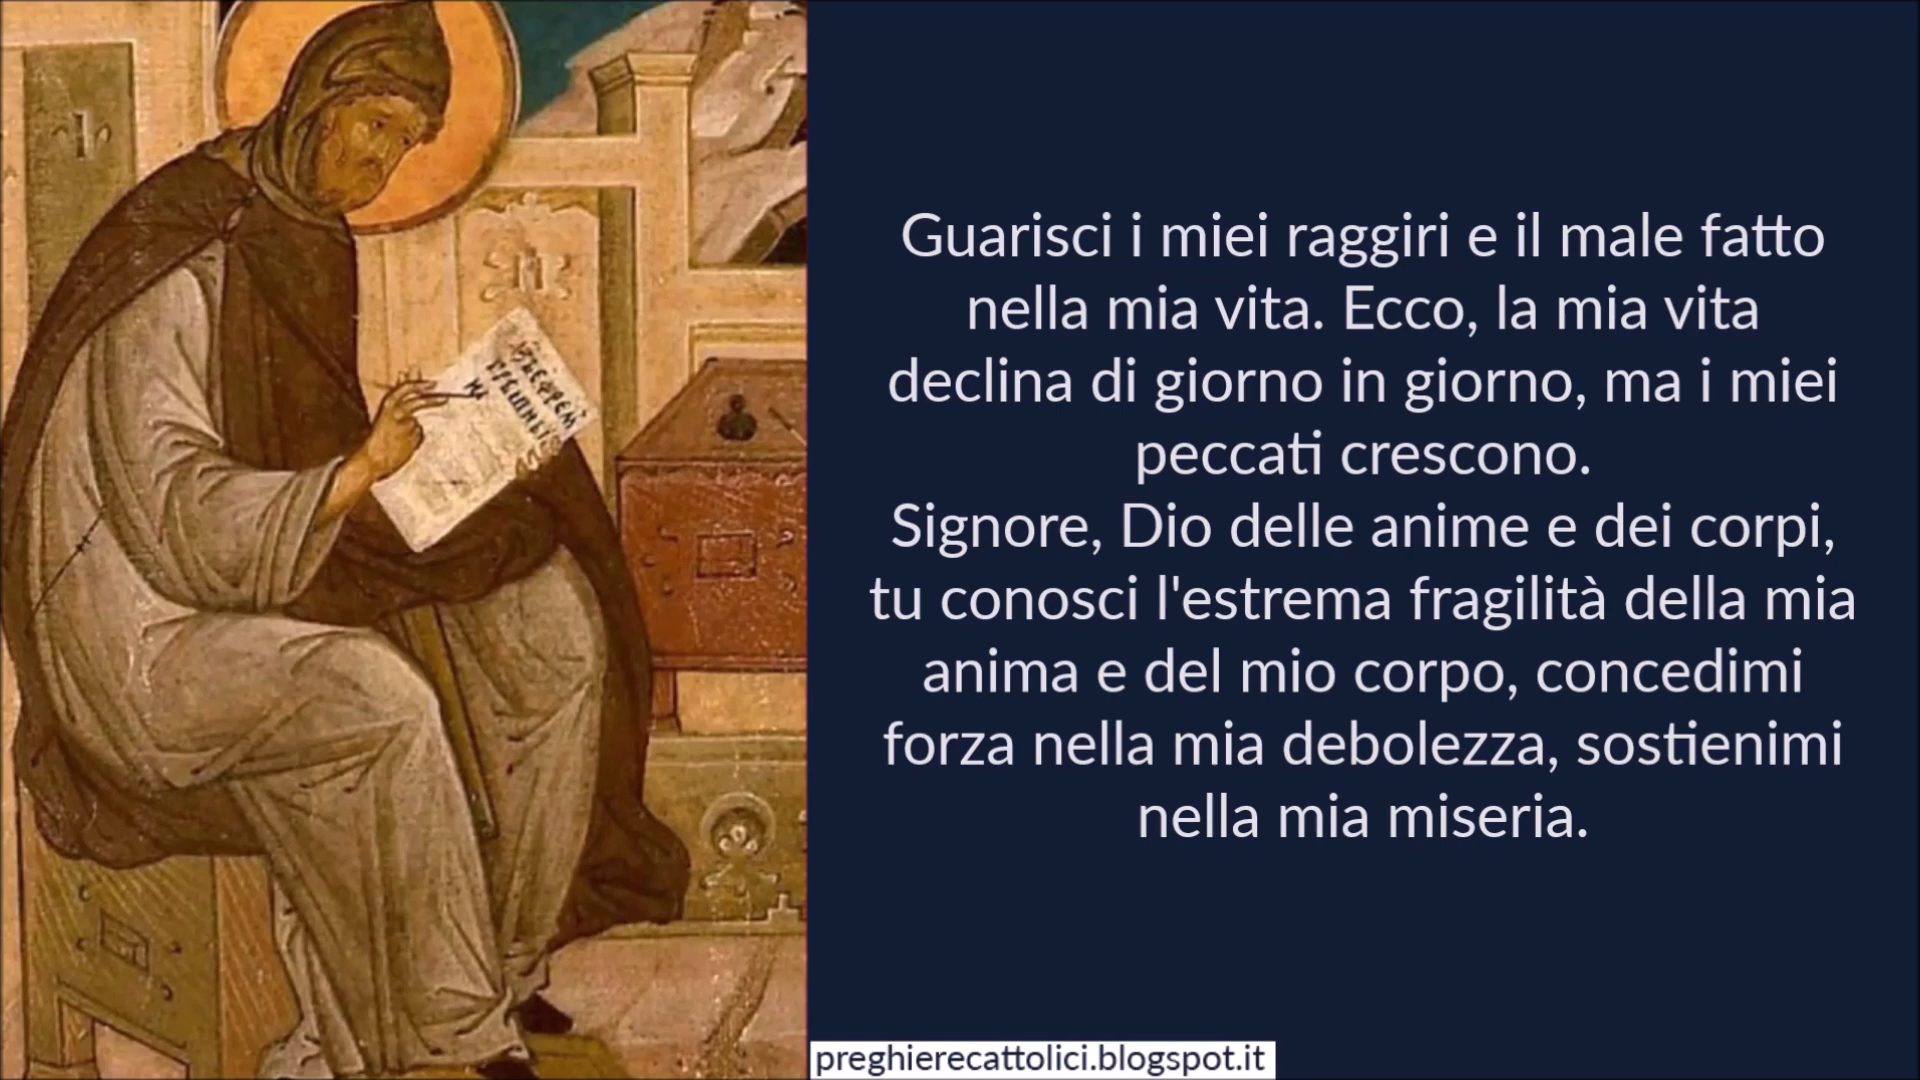 Guarisci i miei raggiri e il male fatto
nella mia vita. Ecco, la mia vita
declina di giorno in giorno, ma i miei
peccati crescono.
Signore, Dio delle anime e dei corpi,
tu conosci l'estrema fragilità della mia
anima e del mio corpo, concedimi
forza nella mia debolezza, sostienimi
nella mia miseria.
preghierecattolici.blogspot.it